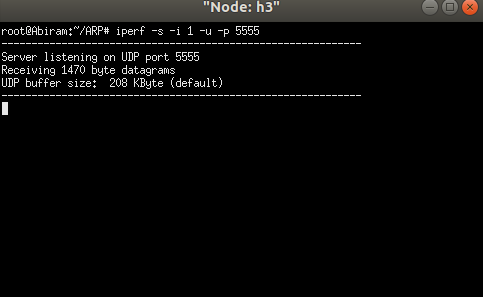 "Node: h3"
root@Abiram:~/ARP# iperf -s -i 1 -u -p 5555
------------------------------------------------------------
Server listening on UDP port 5555
Receiving 1470 byte datagrams
UDP buffer size:  208 KByte (default)
------------------------------------------------------------